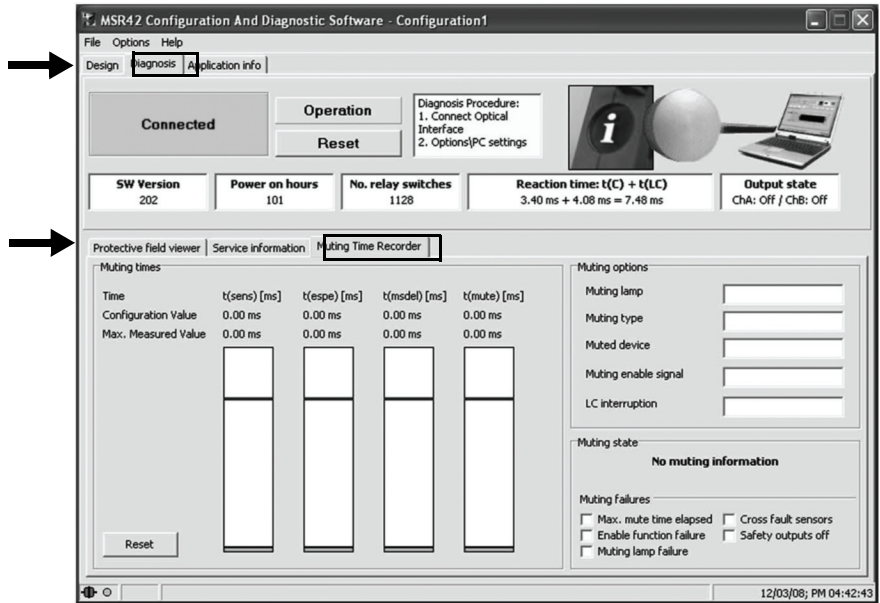 MSR42 Configuration And Diagnostic Software - Configuration1
File Options Help
Design Diagnosis Application info
Connected
Operation
Reset
Diagnosis Procedure:
1. Connect Optical
Interface
2. Options\PC settings
i
SW Version
202
Power on hours
101
No. relay switches
1128
Reaction time: t(C) + t(LC)
3.40 ms + 4.08 ms = 7.48 ms
Output state
ChA: Off / ChB: Off
Protective field viewer Service information Muting Time Recorder
Muting times
Time t(sens) [ms] t(espe) [ms] t(msdel) [ms] t(mute) [ms]
Configuration Value 0.00 ms 0.00 ms 0.00 ms 0.00 ms
Max. Measured Value 0.00 ms 0.00 ms 0.00 ms 0.00 ms
Reset
Muting options
Muting lamp
Muting type
Muted device
Muting enable signal
LC interruption
Muting state
No muting information
Muting failures
Max. mute time elapsed Cross fault sensors
Enable function failure Safety outputs off
Muting lamp failure
12/03/08; PM 04:42:43